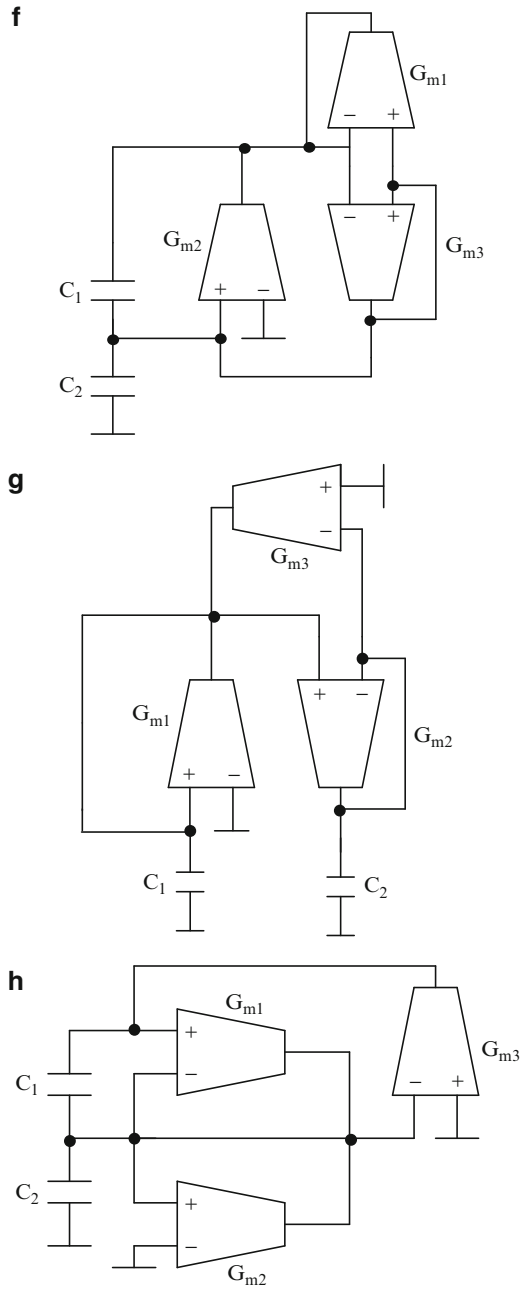 f
G_m1
− +
− +
G_m2
G_m3
C_1
+ −
C_2
g
+
−
G_m3
+ −
G_m1
G_m2
+ −
C_1
C_2
h
G_m1
+
G_m3
C_1
−
− +
C_2
+
−
G_m2